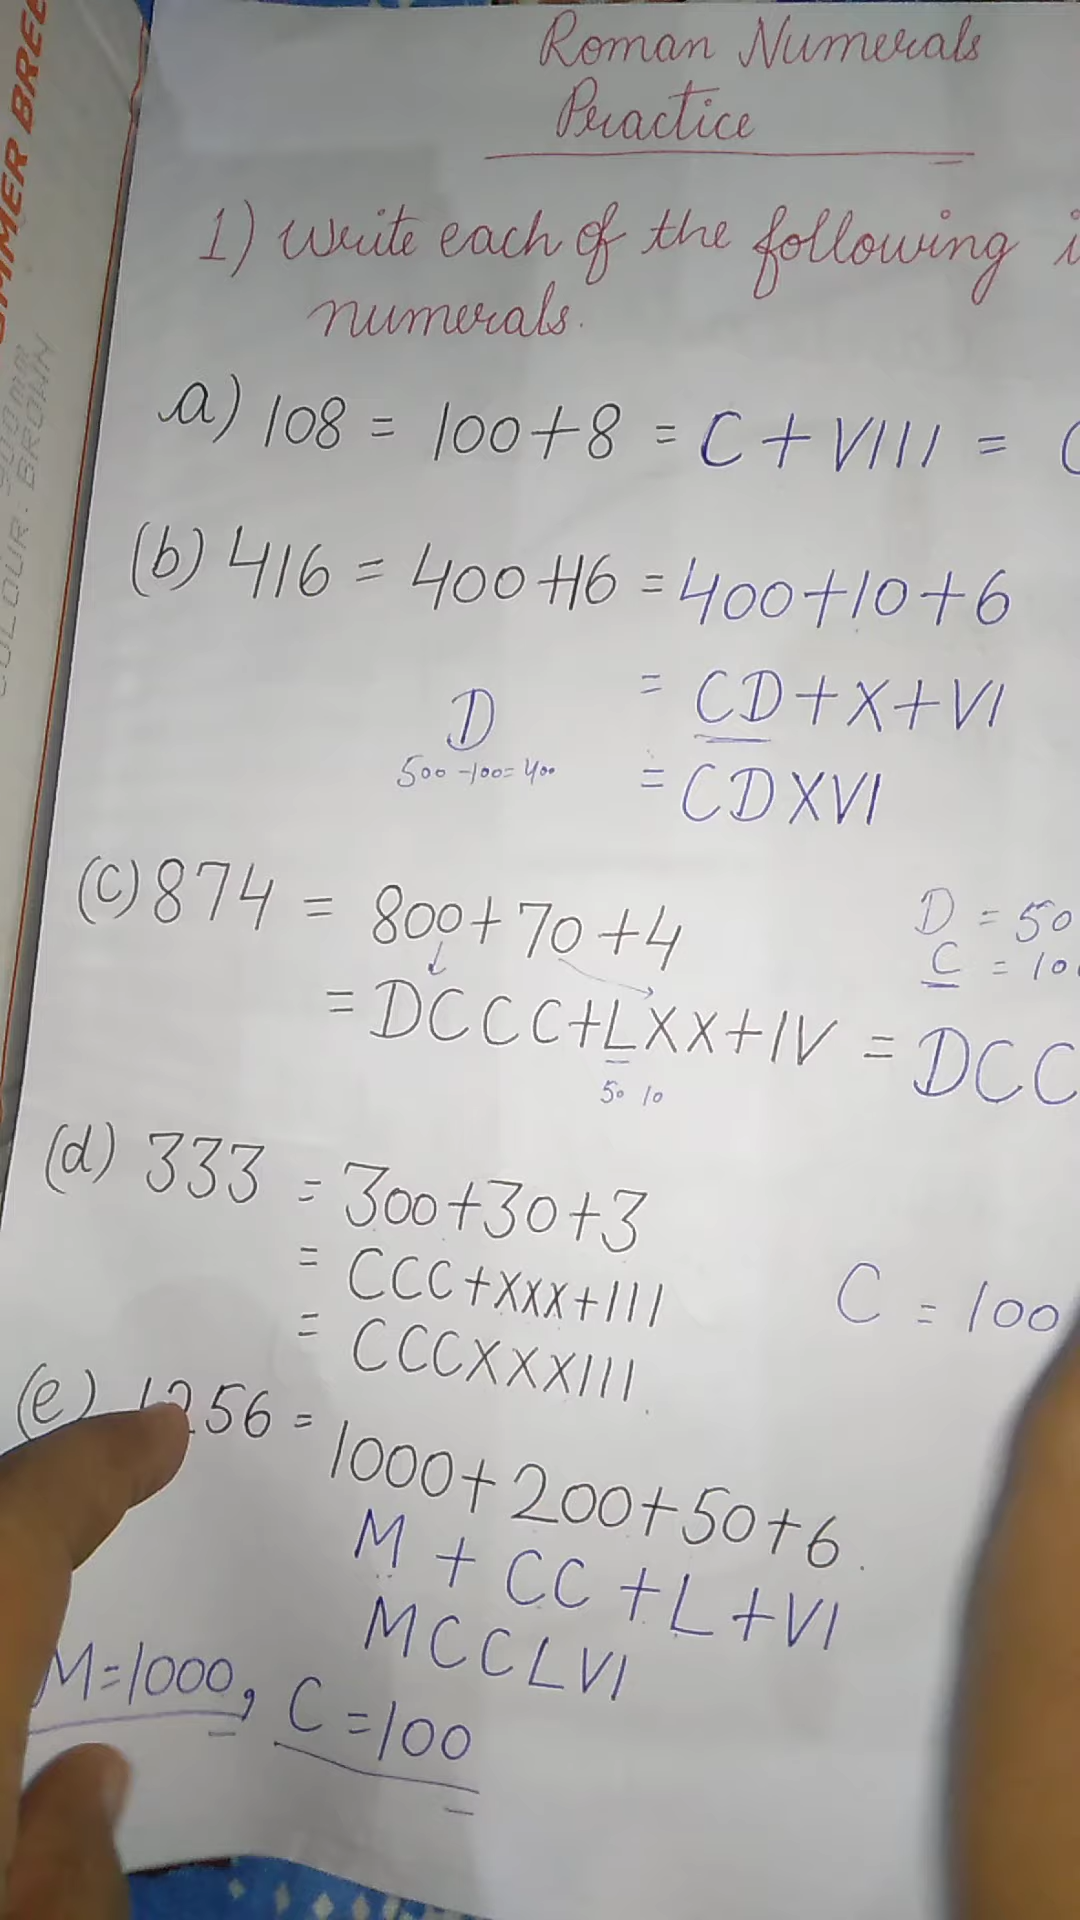 Roman Numerals
Practice
1) Write each of the following
numerals.
a) 108 = 100+8 = C + VIII =
(b) 416 = 400+16 = 400+10+6
= CD+X+VI
D
500-100=400
= CDXVI
(c) 874 = 800+70+4
D = 50
C = 10
= DCCC+LXX+IV = DCC
50 10
(d) 333 = 300+30+3
= CCC+XXX+III
C = 100
= CCCXXXIII.
(e) 1256 = 1000+200+50+6.
M + CC + L + VI
MCCLVI
M=1000, C=100